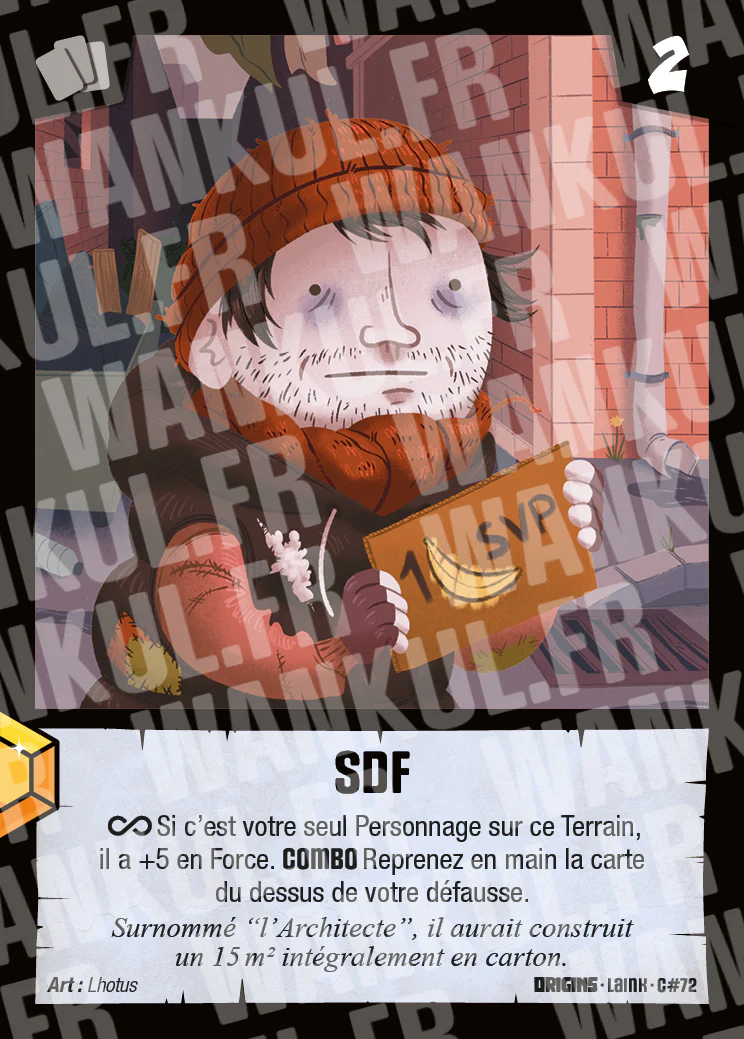 2
1 SVP
SDF
∞ Si c'est votre seul Personnage sur ce Terrain,
il a +5 en Force. COMBO Reprenez en main la carte
du dessus de votre défausse.
Surnommé “l'Architecte”, il aurait construit
un 15 m² intégralement en carton.
Art : Lhotus
ORIGINS · LAINK · C#72
WANKUL.FR